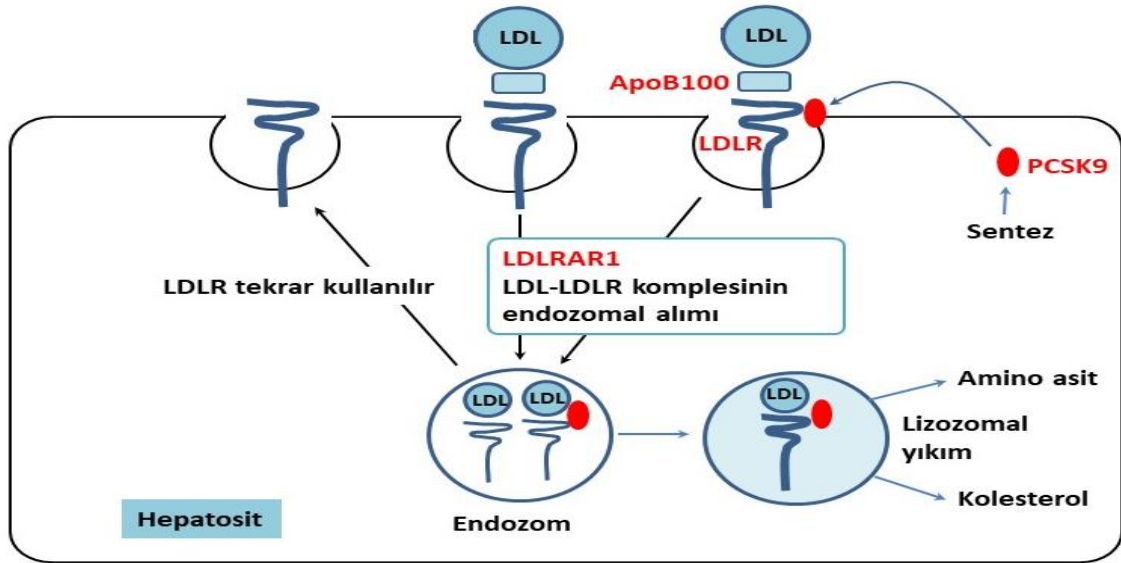 LDL
LDL
ApoB100
LDLR
PCSK9
Sentez
LDLRAR1
LDL-LDLR komplesinin
endozomal alımı
LDLR tekrar kullanılır
LDL
LDL
LDL
Amino asit
Lizozomal
yıkım
Kolesterol
Hepatosit
Endozom